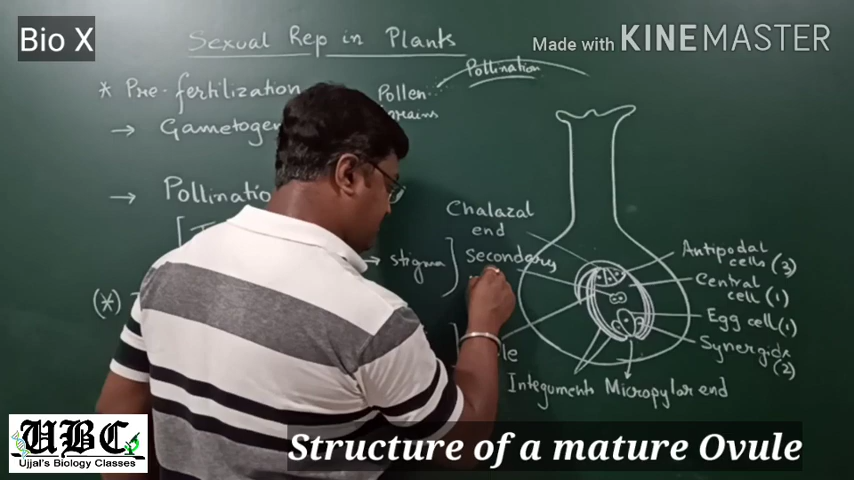 Bio X
Made with KINEMASTER
Sexual Rep in Plants
* Pre-fertilization
→ Gametogen
→ Pollinatio
Pollen
grains
Pollination
→ stigma
(*)
Chalazal
end
Secondary
Antipodal
cells (3)
Central
cell (1)
Egg cell (1)
Synergids
(2)
Integuments
Micropylar end
Structure of a mature Ovule
UBC
Ujjal's Biology Classes